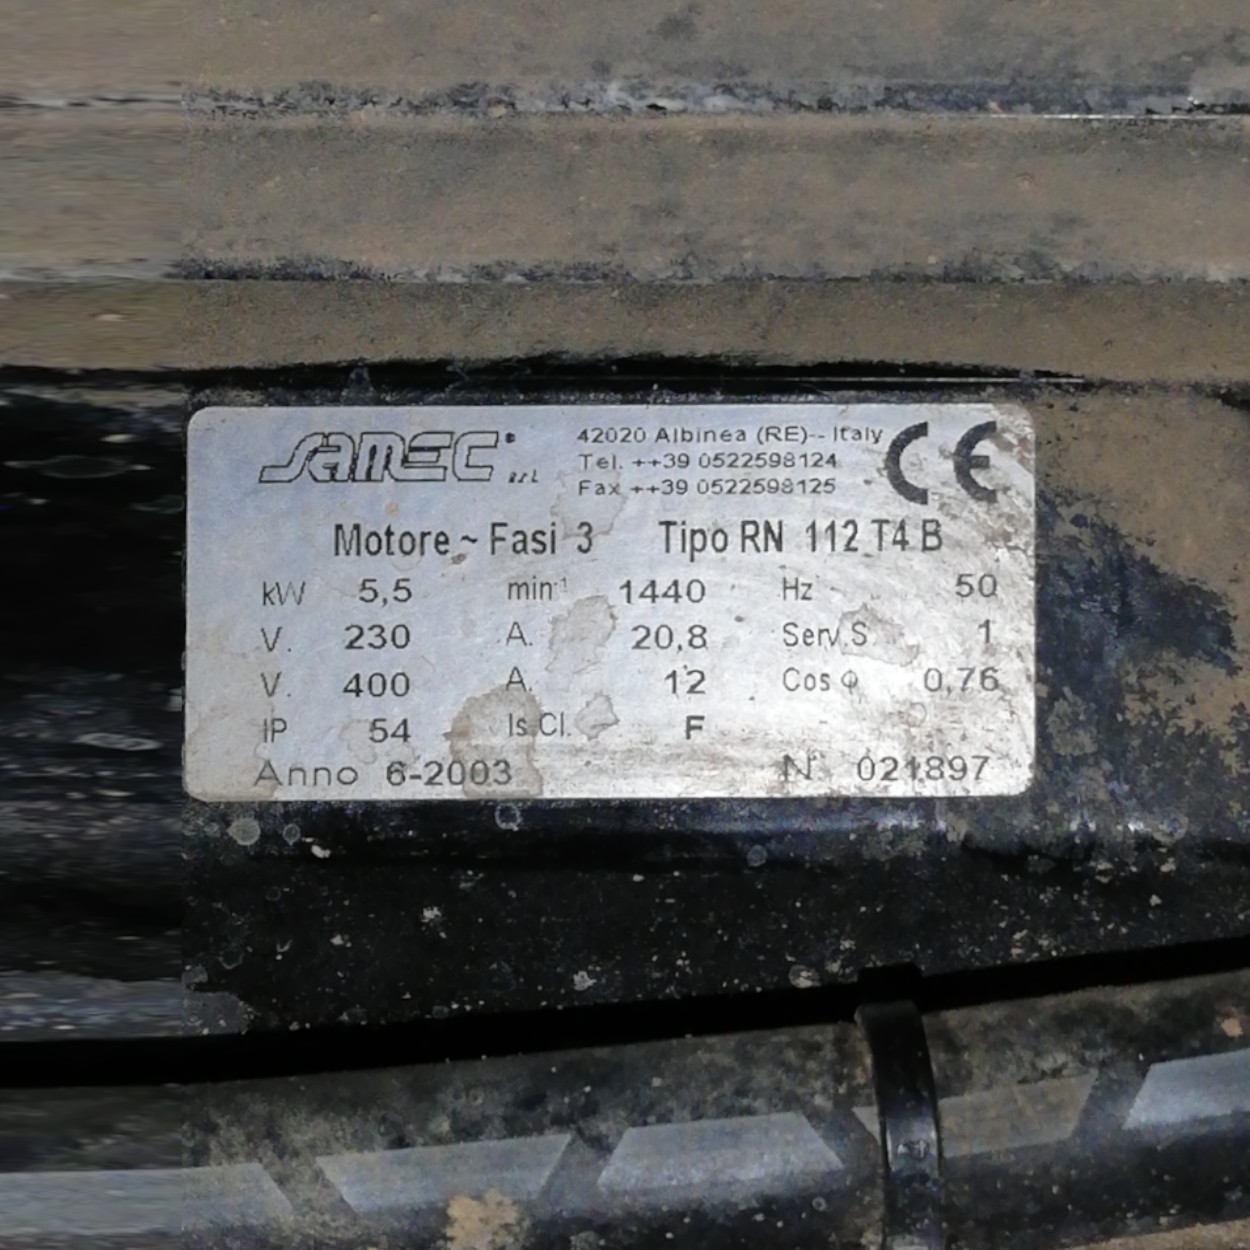 SAMEC® s.r.l.
42020 Albinea (RE)-- Italy
Tel. ++39 0522598124
Fax ++39 0522598125
CE
Motore ~ Fasi 3 Tipo RN 112 T4 B
kW 5,5 min-1 1440 Hz 50
V. 230 A. 20,8 Serv.S. 1
V. 400 A. 12 Cos φ 0,76
IP 54 Is.Cl. F
Anno 6-2003 N° 021897